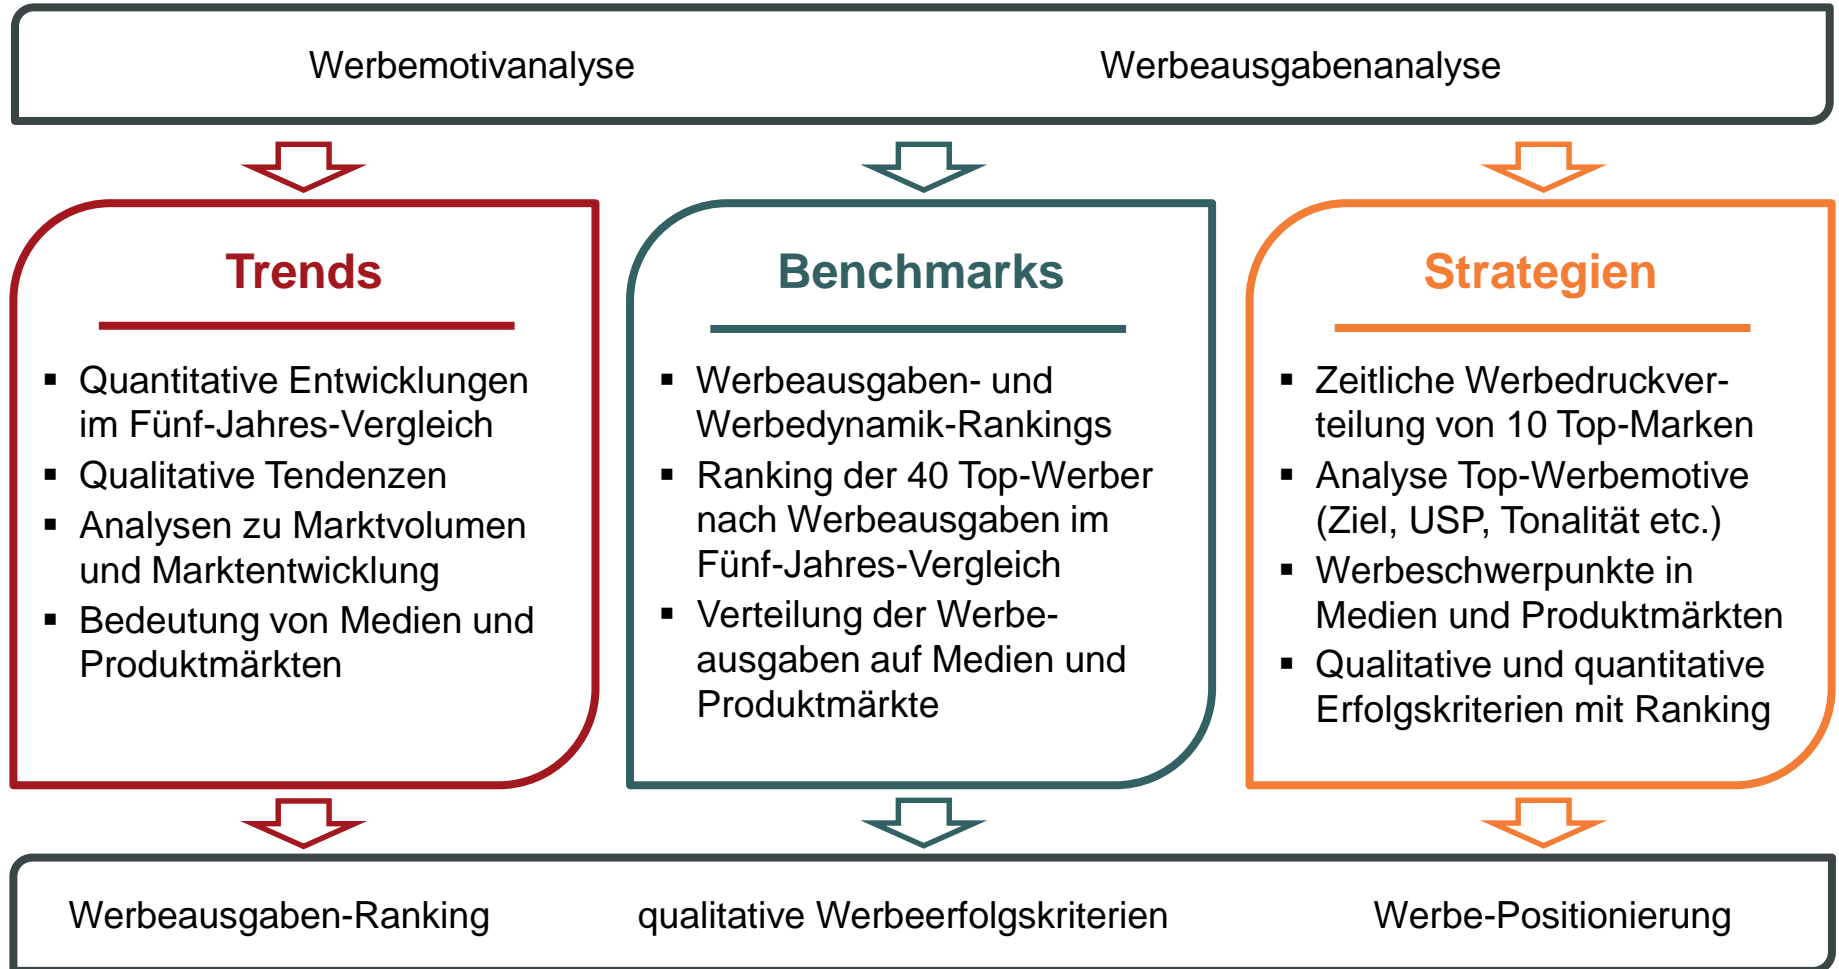 Werbemotivanalyse
Werbeausgabenanalyse
Trends
▪ Quantitative Entwicklungen
im Fünf-Jahres-Vergleich
▪ Qualitative Tendenzen
▪ Analysen zu Marktvolumen
und Marktentwicklung
▪ Bedeutung von Medien und
Produktmärkten
Benchmarks
▪ Werbeausgaben- und
Werbedynamik-Rankings
▪ Ranking der 40 Top-Werber
nach Werbeausgaben im
Fünf-Jahres-Vergleich
▪ Verteilung der Werbe-
ausgaben auf Medien und
Produktmärkte
Strategien
▪ Zeitliche Werbedruckver-
teilung von 10 Top-Marken
▪ Analyse Top-Werbemotive
(Ziel, USP, Tonalität etc.)
▪ Werbeschwerpunkte in
Medien und Produktmärkten
▪ Qualitative und quantitative
Erfolgskriterien mit Ranking
Werbeausgaben-Ranking
qualitative Werbeerfolgskriterien
Werbe-Positionierung